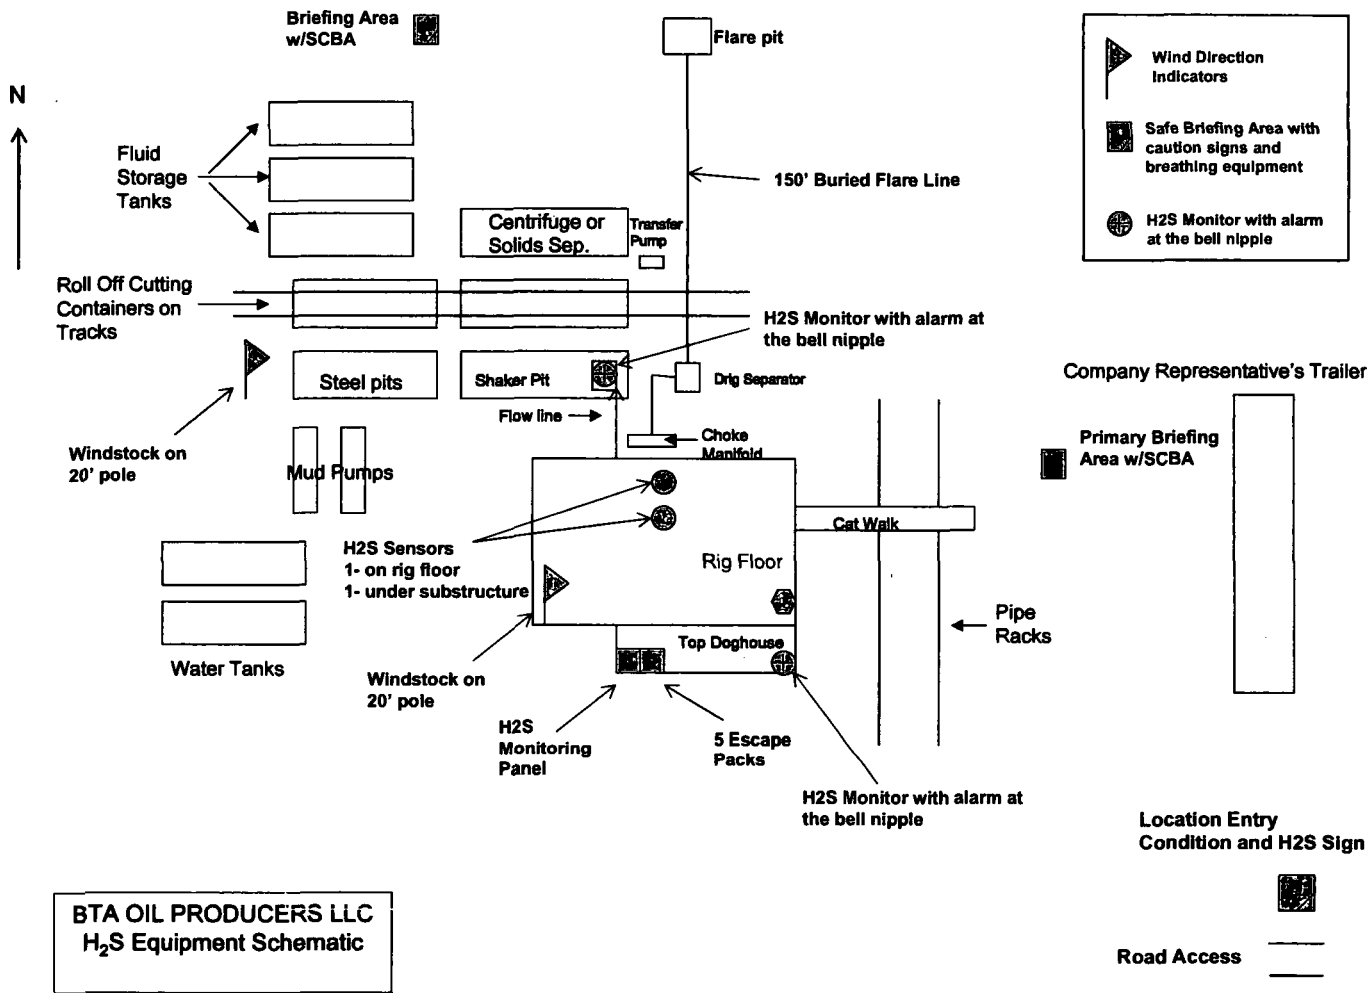 Briefing Area
w/SCBA
Flare pit
N
Wind Direction
Indicators
Safe Briefing Area with
caution signs and
breathing equipment
H2S Monitor with alarm
at the bell nipple
Fluid
Storage
Tanks
150' Buried Flare Line
Centrifuge or
Solids Sep.
Transfer
Pump
Roll Off Cutting
Containers on
Tracks
H2S Monitor with alarm at
the bell nipple
Steel pits
Shaker Pit
Drig Separator
Company Representative's Trailer
Flow line
Choke
Manifold
Primary Briefing
Area w/SCBA
Windstock on
20' pole
Mud Pumps
Cat Walk
H2S Sensors
1- on rig floor
1- under substructure
Rig Floor
Pipe
Racks
Top Doghouse
Water Tanks
Windstock on
20' pole
H2S
Monitoring
Panel
5 Escape
Packs
H2S Monitor with alarm at
the bell nipple
Location Entry
Condition and H2S Sign
Road Access
BTA OIL PRODUCERS LLC
H₂S Equipment Schematic